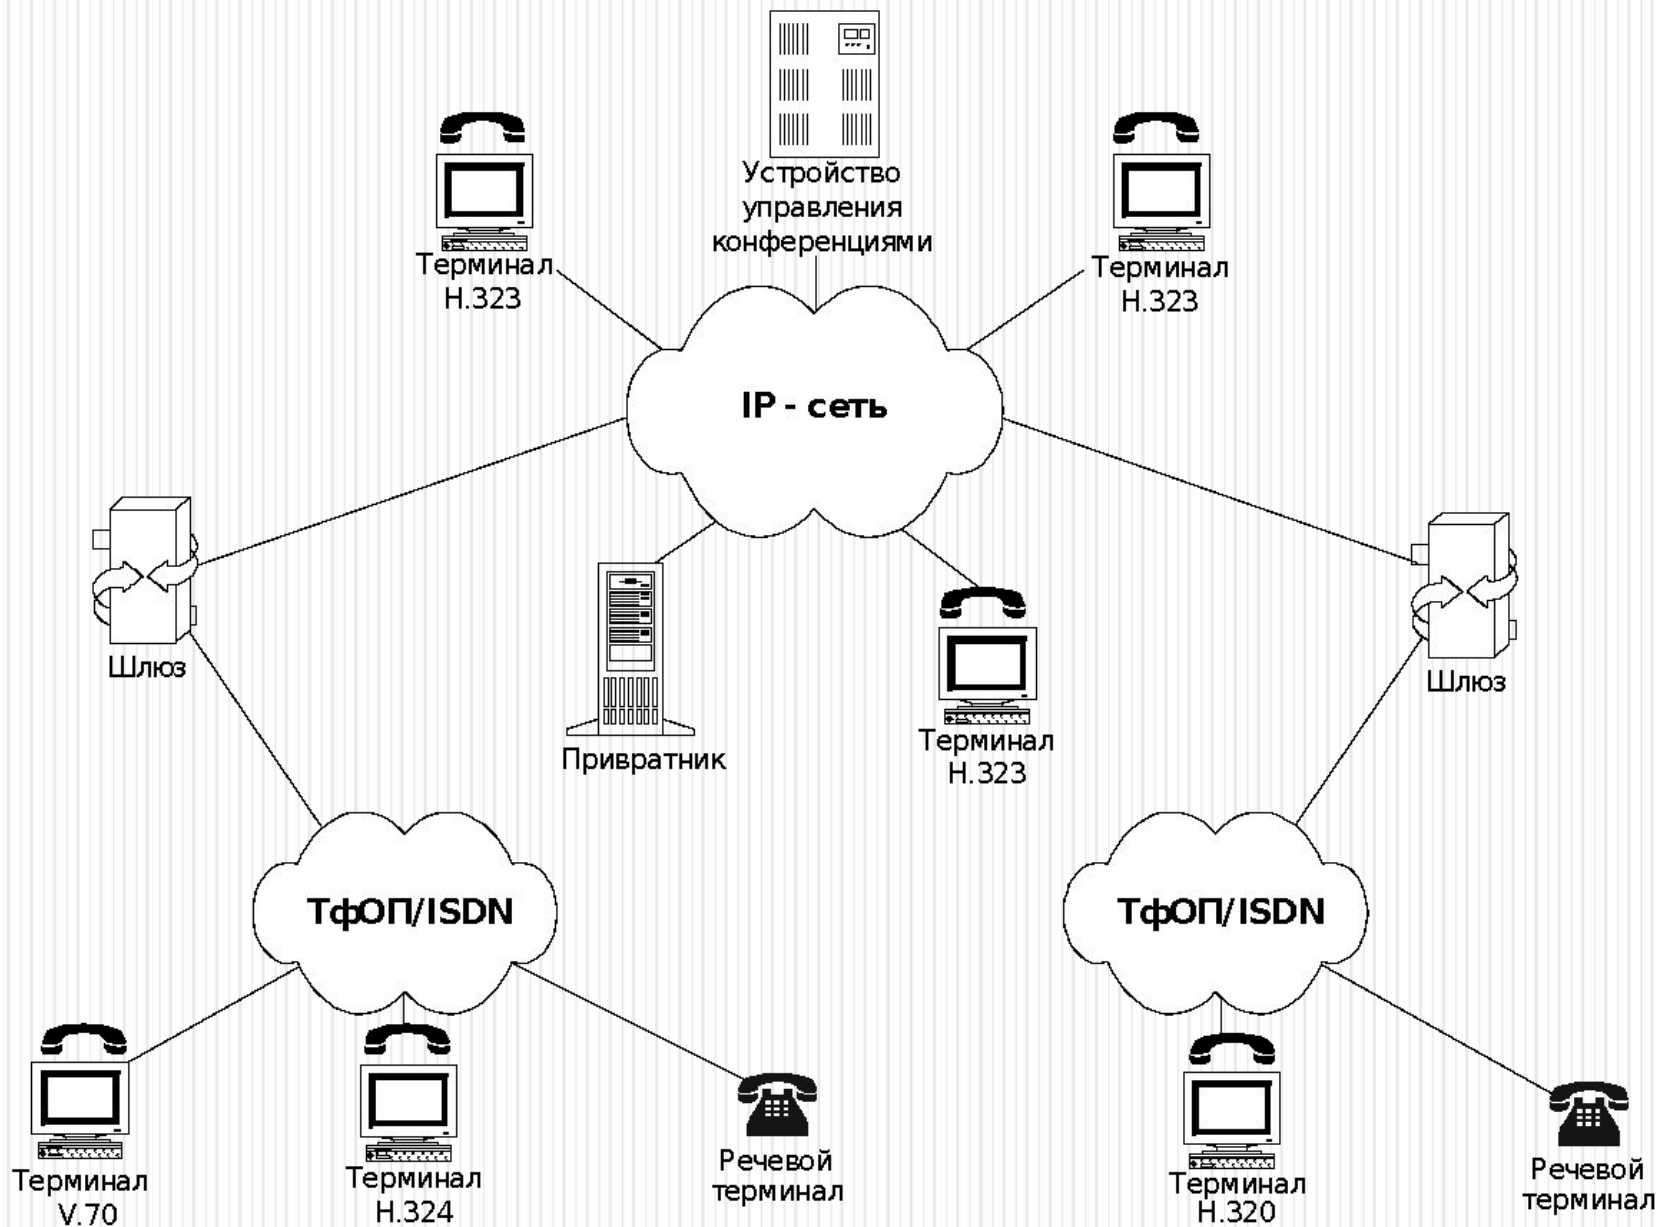 Устройство
управления
конференциями
Терминал
H.323
Терминал
H.323
IP - сеть
Шлюз
Шлюз
Привратник
Терминал
H.323
ТфОП/ISDN
ТфОП/ISDN
Терминал
V.70
Терминал
H.324
Речевой
терминал
Терминал
H.320
Речевой
терминал